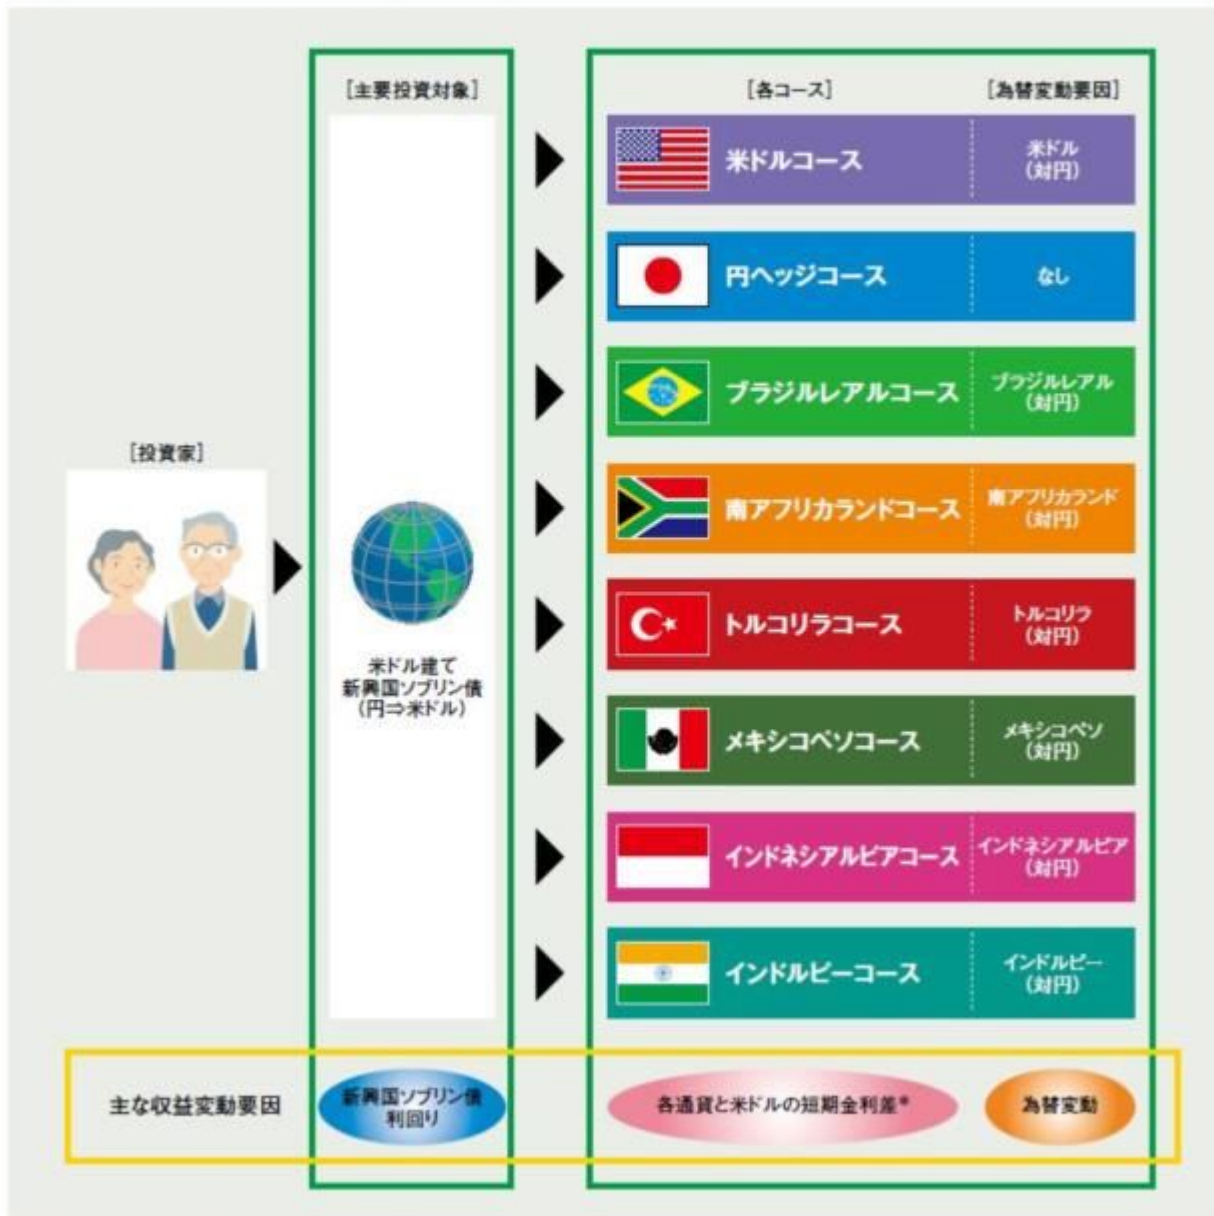 [主要投資対象]
[各コース]
[為替変動要因]
米ドルコース
米ドル
(対円)
円ヘッジコース
なし
ブラジルレアルコース
ブラジルレアル
(対円)
[投資家]
南アフリカランドコース
南アフリカランド
(対円)
トルコリラコース
トルコリラ
(対円)
米ドル建て
新興国ソブリン債
(円⇒米ドル)
メキシコペソコース
メキシコペソ
(対円)
インドネシアルピアコース
インドネシアルピア
(対円)
インドルピーコース
インドルピー
(対円)
主な収益変動要因
新興国ソブリン債
利回り
各通貨と米ドルの短期金利差*
為替変動